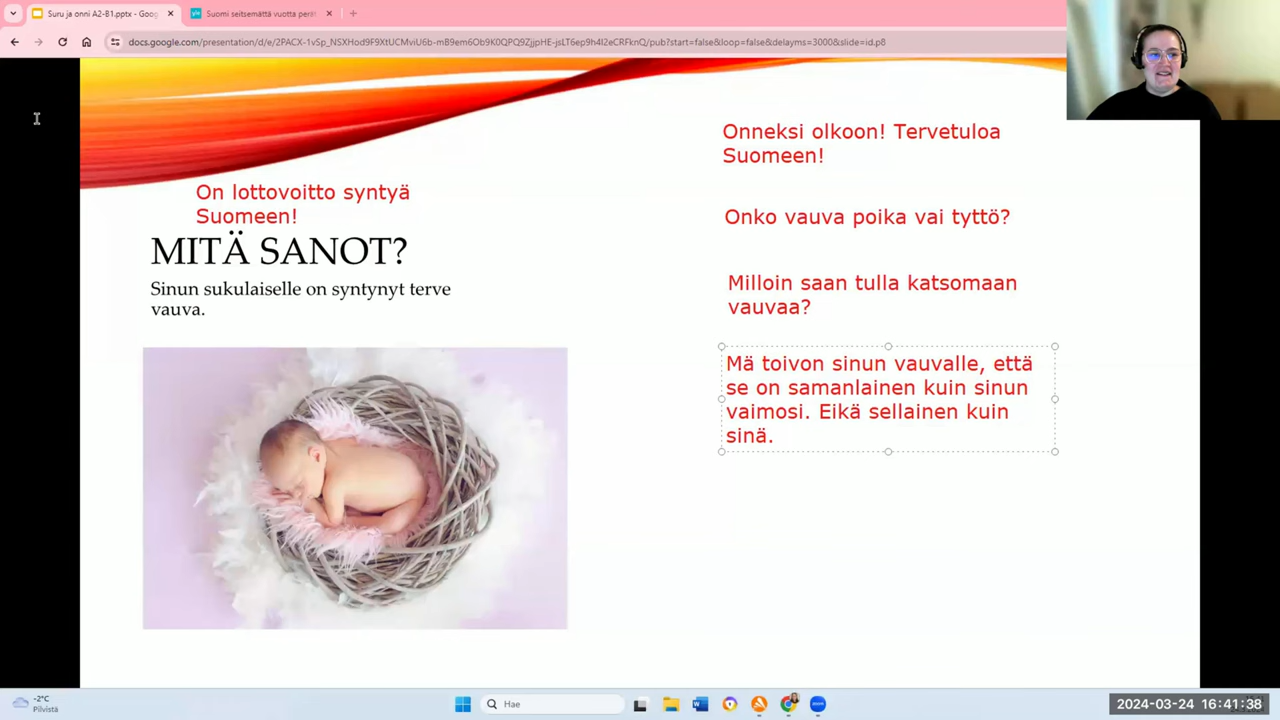 Suru ja onni A2-B1.pptx - Goog
Suomi seitsemättä vuotta perät
docs.google.com/presentation/d/e/2PACX-1vSp_NSXHod9F9XtUCMviU6b-mB9em6Ob9K0QPQ9ZjjpHE-jsLT6ep9h4I2eCRFknQ/pub?start=false&loop=false&delayms=3000&slide=id.p8
On lottovoitto syntyä
Suomeen!
MITÄ SANOT?
Sinun sukulaiselle on syntynyt terve
vauva.
Onneksi olkoon! Tervetuloa
Suomeen!
Onko vauva poika vai tyttö?
Milloin saan tulla katsomaan
vauvaa?
Mä toivon sinun vauvalle, että
se on samanlainen kuin sinun
vaimosi. Eikä sellainen kuin
sinä.
-2°C
Pilvistä
Hae
2024-03-24 16:41:38